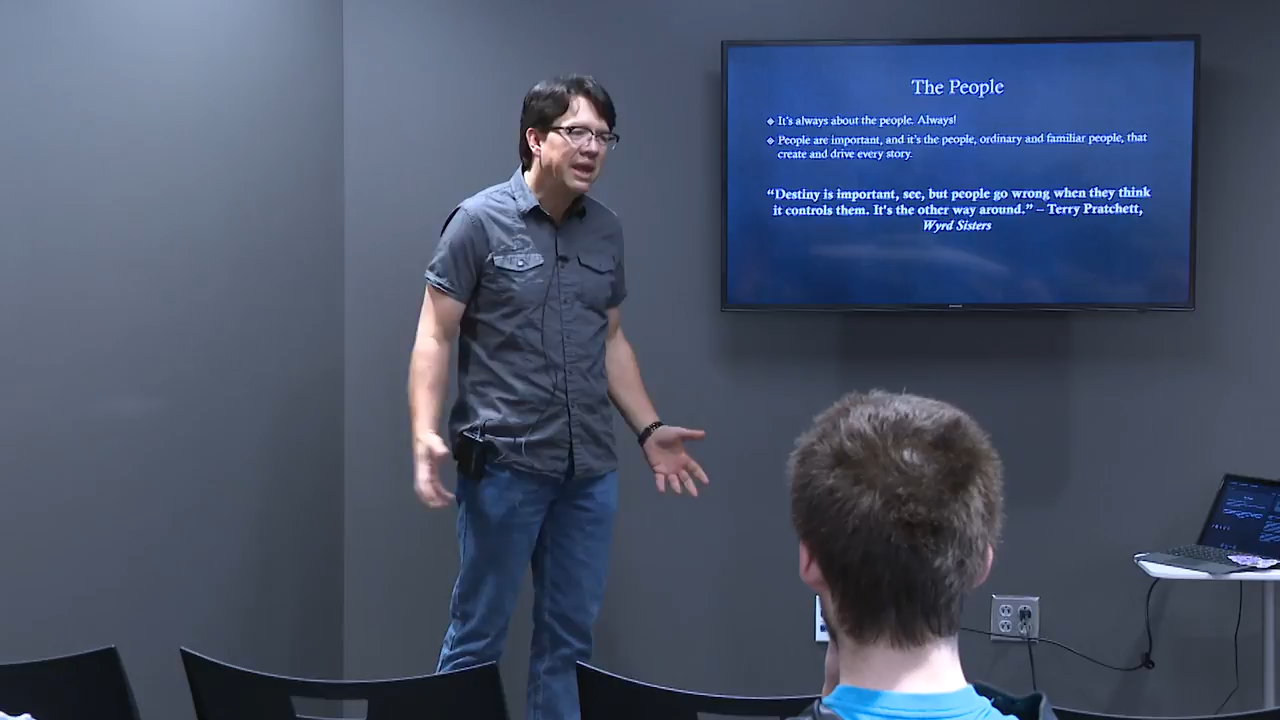 The People
❖ It's always about the people. Always!
❖ People are important, and it's the people, ordinary and familiar people, that
create and drive every story.
“Destiny is important, see, but people go wrong when they think
it controls them. It's the other way around.” – Terry Pratchett,
Wyrd Sisters